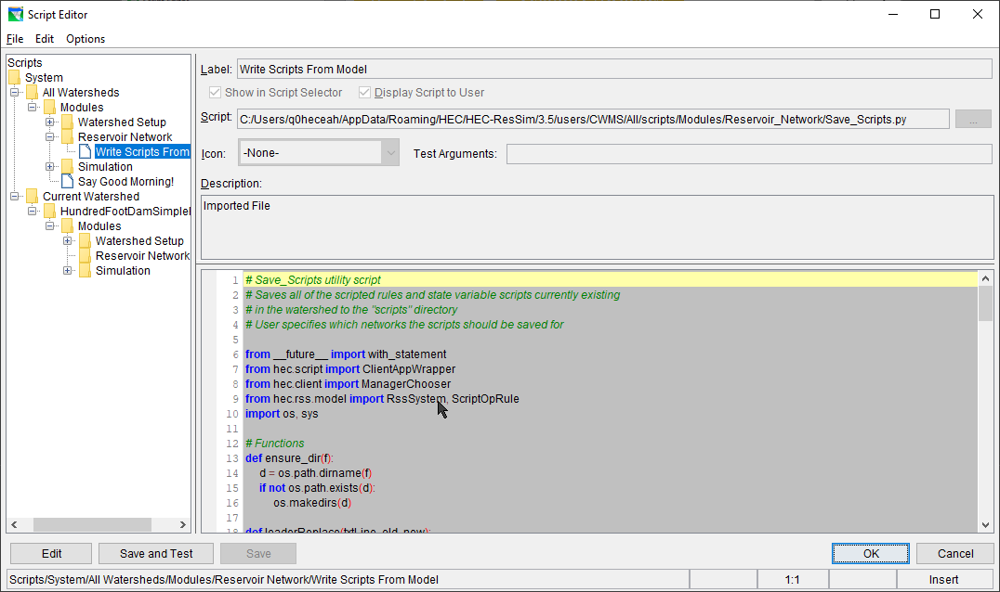 Script Editor
File Edit Options
Scripts
System
All Watersheds
Modules
Watershed Setup
Reservoir Network
Write Scripts From
Simulation
Say Good Morning!
Current Watershed
HundredFootDamSimpleI
Modules
Watershed Setup
Reservoir Network
Simulation
Label: Write Scripts From Model
Show in Script Selector Display Script to User
Script: C:/Users/q0heceah/AppData/Roaming/HEC/HEC-ResSim/3.5/users/CWMS/All/scripts/Modules/Reservoir_Network/Save_Scripts.py ...
Icon: -None- Test Arguments:
Description:
Imported File
1 # Save_Scripts utility script
2 # Saves all of the scripted rules and state variable scripts currently existing
3 # in the watershed to the "scripts" directory
4 # User specifies which networks the scripts should be saved for
5
6 from __future__ import with_statement
7 from hec.script import ClientAppWrapper
8 from hec.client import ManagerChooser
9 from hec.rss.model import RssSystem, ScriptOpRule
10 import os, sys
11
12 # Functions
13 def ensure_dir(f):
14 d = os.path.dirname(f)
15 if not os.path.exists(d):
16 os.makedirs(d)
17
18 def leaderReplace(txtLine, old, new):
Edit Save and Test Save OK Cancel
Scripts/System/All Watersheds/Modules/Reservoir Network/Write Scripts From Model 1:1 Insert